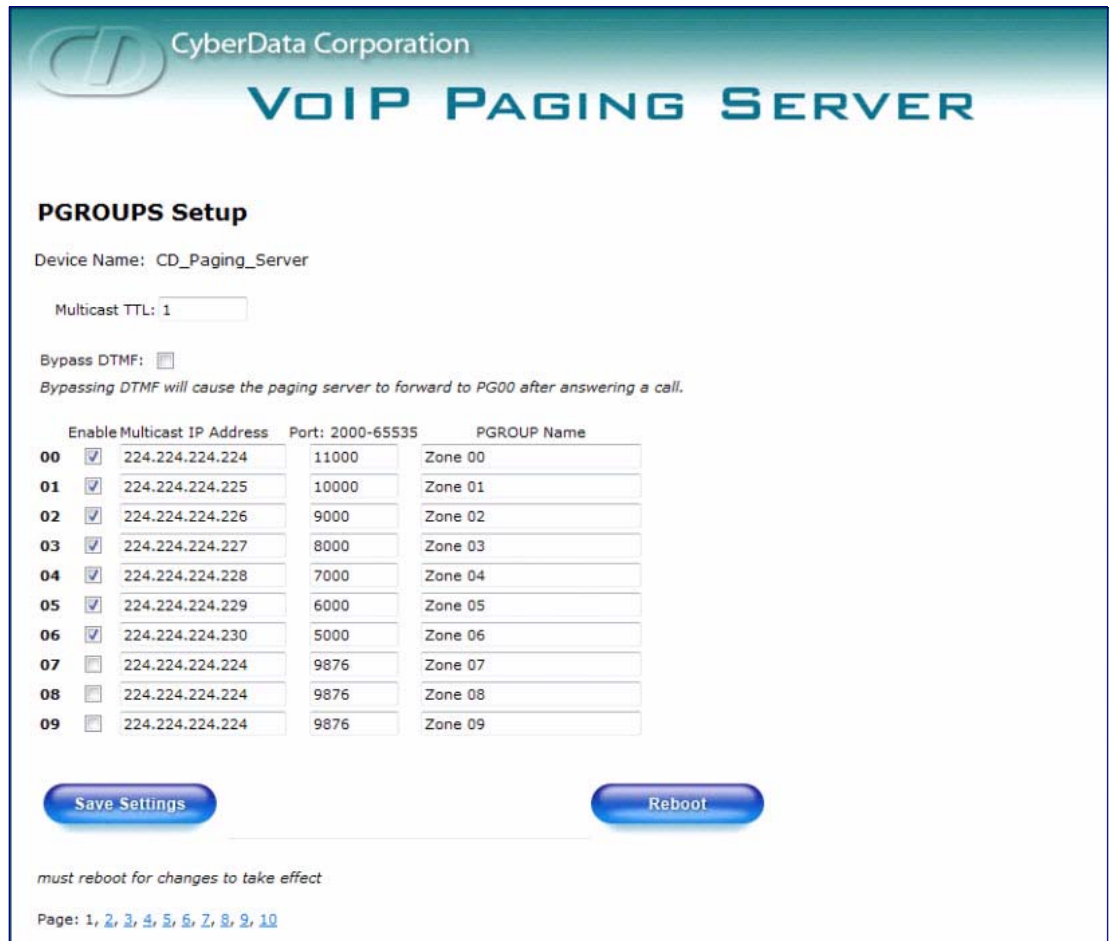 CyberData Corporation
VoIP Paging Server
PGROUPS Setup
Device Name: CD_Paging_Server
Multicast TTL: 1
Bypass DTMF:
Bypassing DTMF will cause the paging server to forward to PG00 after answering a call.
Enable Multicast IP Address Port: 2000-65535 PGROUP Name
00 224.224.224.224 11000 Zone 00
01 224.224.224.225 10000 Zone 01
02 224.224.224.226 9000 Zone 02
03 224.224.224.227 8000 Zone 03
04 224.224.224.228 7000 Zone 04
05 224.224.224.229 6000 Zone 05
06 224.224.224.230 5000 Zone 06
07 224.224.224.224 9876 Zone 07
08 224.224.224.224 9876 Zone 08
09 224.224.224.224 9876 Zone 09
Save Settings Reboot
must reboot for changes to take effect
Page: 1, 2, 3, 4, 5, 6, 7, 8, 9, 10